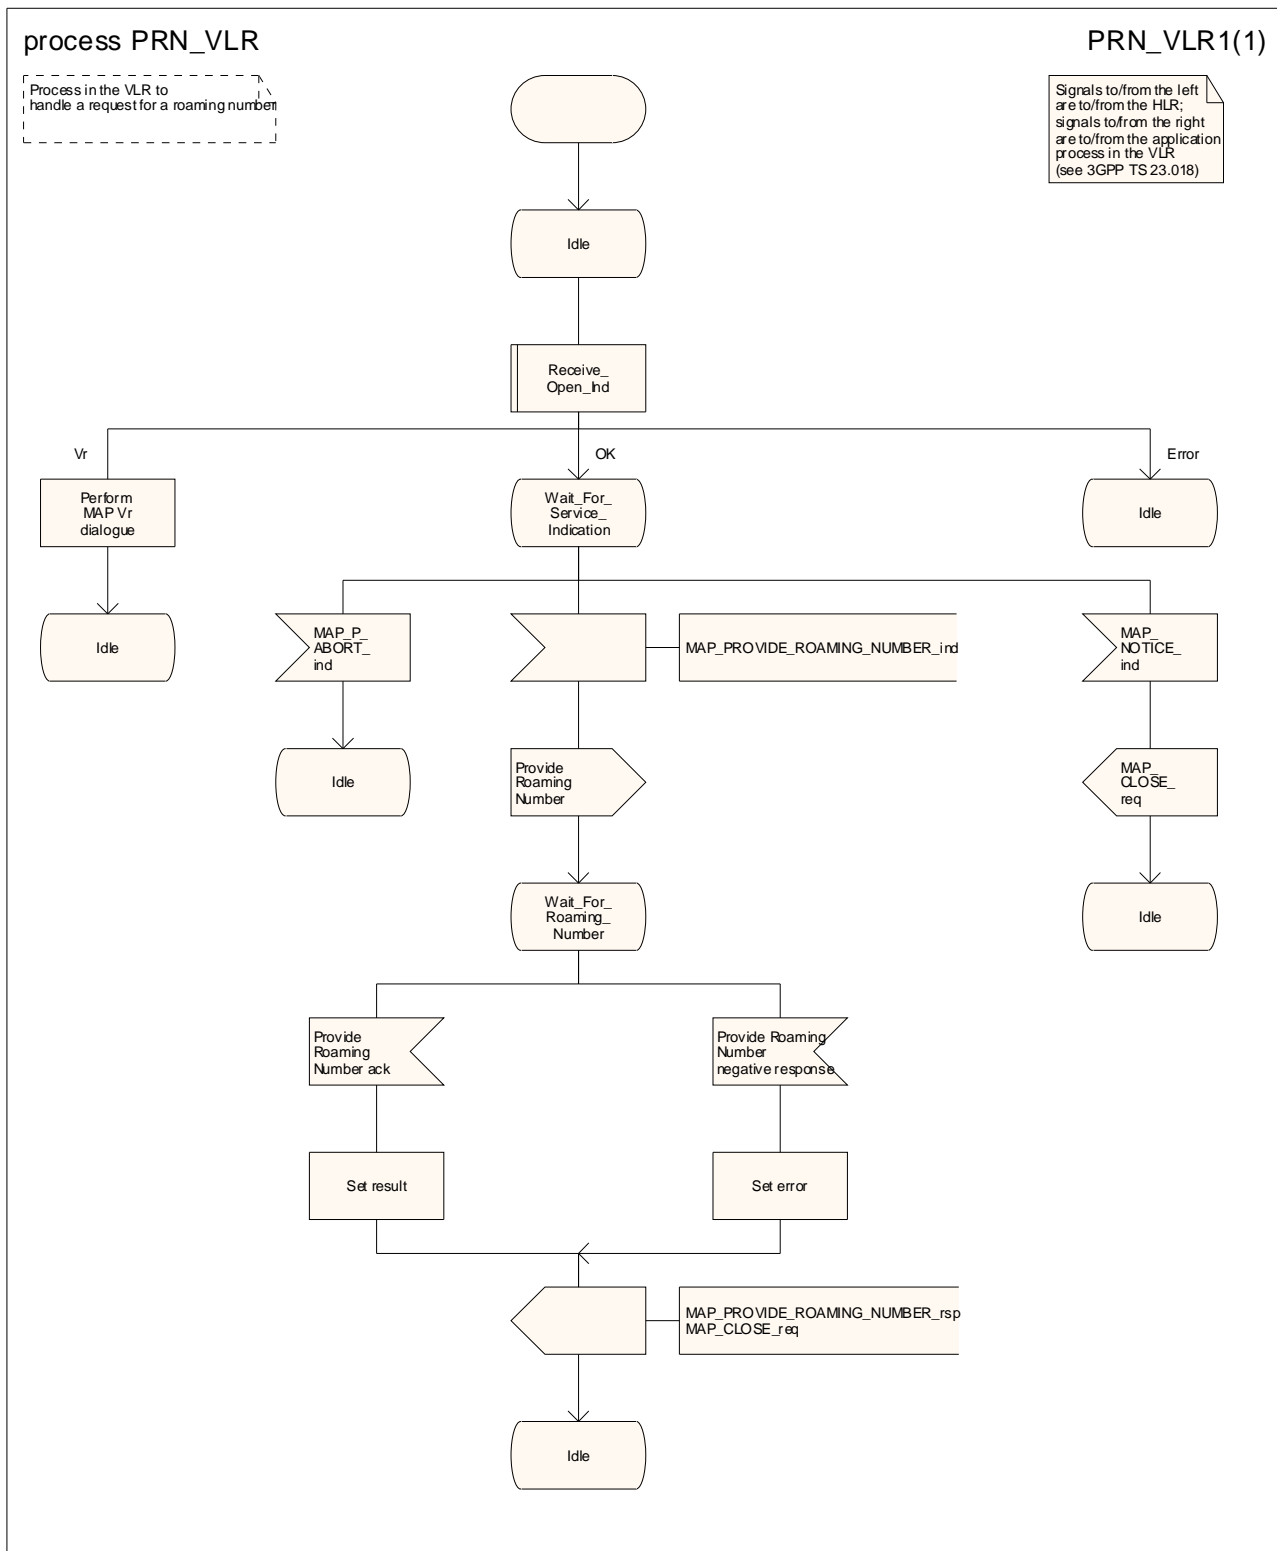 process PRN_VLR
PRN_VLR1(1)
Process in the VLR to
handle a request for a roaming number
Signals to/from the left
are to/from the HLR;
signals to/from the right
are to/from the application
process in the VLR
(see 3GPP TS 23.018)
Idle
Receive_
Open_Ind
Vr
OK
Error
Perform
MAP Vr
dialogue
Wait_For_
Service_
Indication
Idle
Idle
MAP_P_
ABORT_
ind
MAP_PROVIDE_ROAMING_NUMBER_ind
MAP_
NOTICE_
ind
Idle
Provide
Roaming
Number
MAP_
CLOSE_
req
Wait_For_
Roaming_
Number
Idle
Provide
Roaming
Number ack
Provide Roaming
Number
negative response
Set result
Set error
MAP_PROVIDE_ROAMING_NUMBER_rsp
MAP_CLOSE_req
Idle